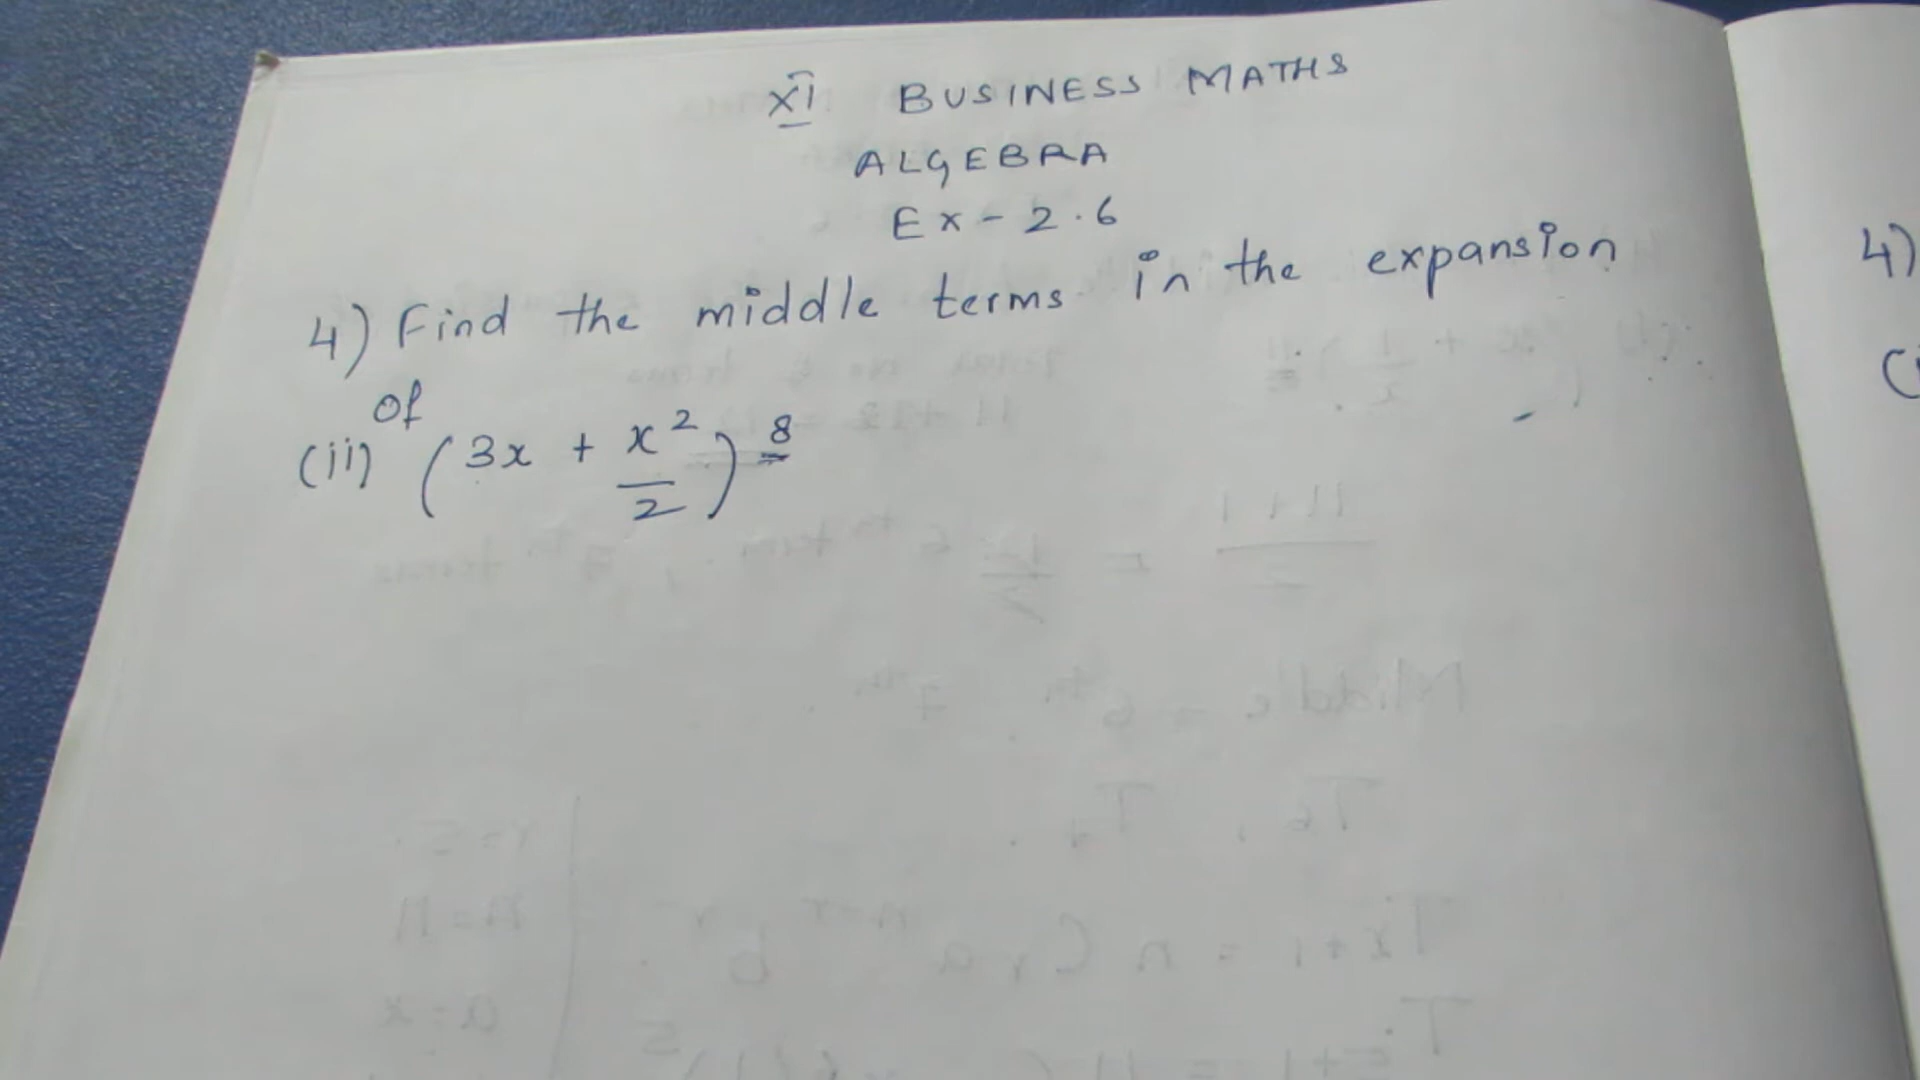 XI BUSINESS MATHS
ALGEBRA
Ex - 2.6
4) Find the middle terms in the expansion
of
(ii) (3x + x²/2)⁸
4)
(i